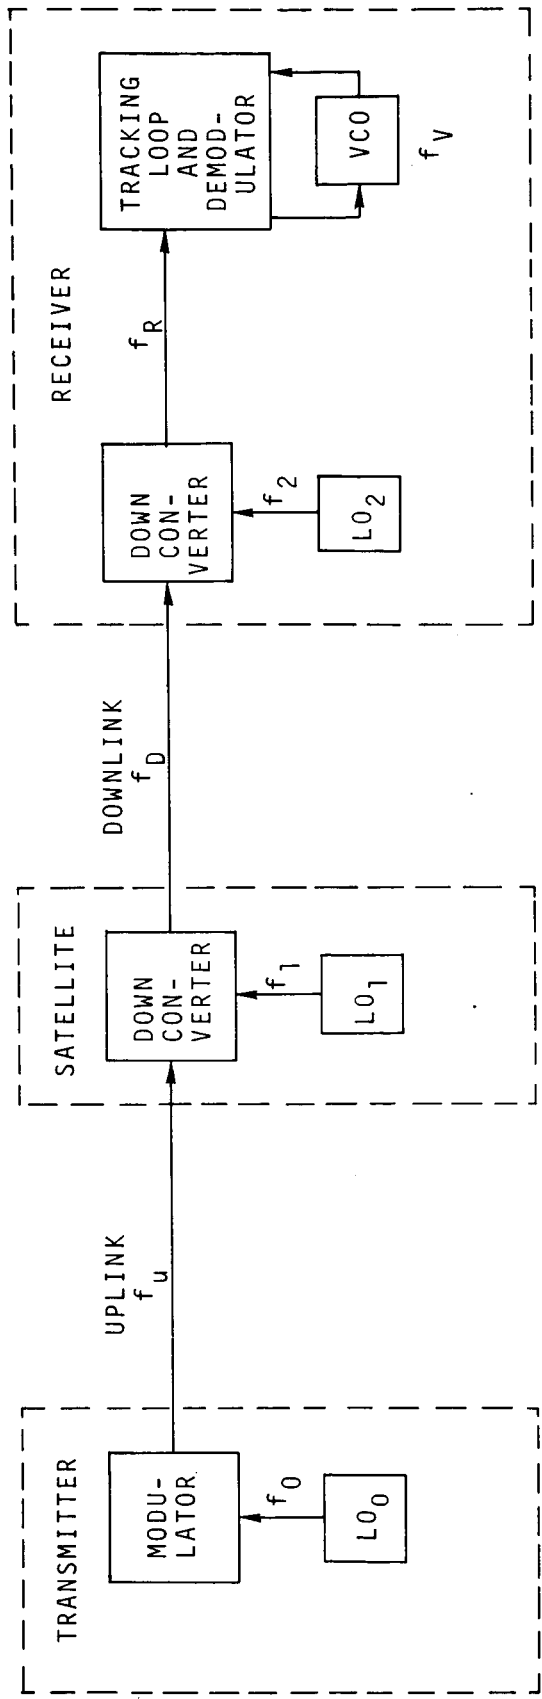 TRANSMITTER
MODU-
LATOR
f0
LO0
UPLINK
fu
SATELLITE
DOWN
CON-
VERTER
f1
LO1
DOWNLINK
fD
RECEIVER
DOWN
CON-
VERTER
f2
LO2
fR
TRACKING
LOOP
AND
DEMOD-
ULATOR
VCO
fV